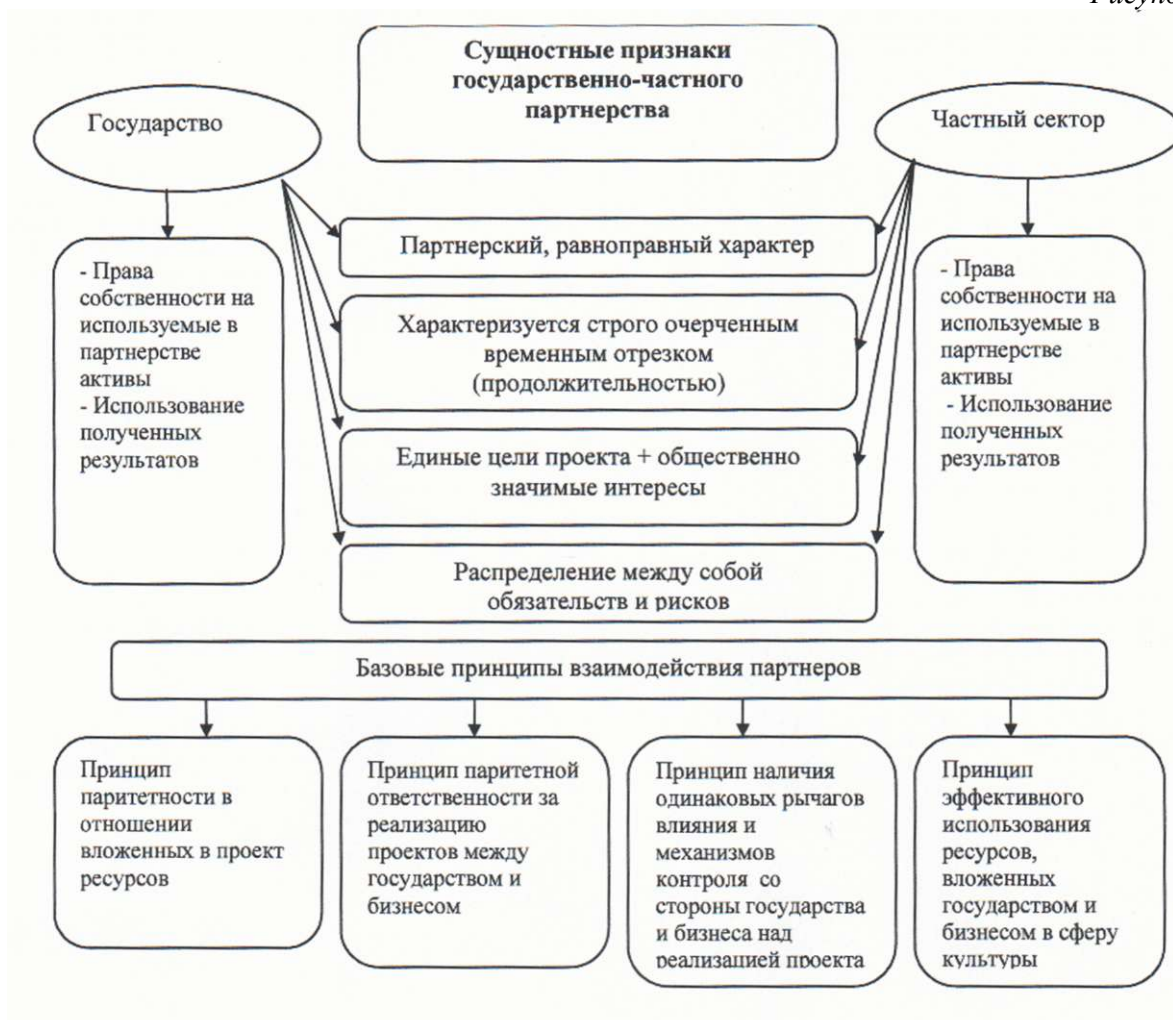 Сущностные признаки
государственно-частного
партнерства
Государство
Частный сектор
Партнерский, равноправный характер
Характеризуется строго очерченным
временным отрезком
(продолжительностью)
Единые цели проекта + общественно
значимые интересы
Распределение между собой
обязательств и рисков
- Права
собственности на
используемые в
партнерстве
активы
- Использование
полученных
результатов
- Права
собственности на
используемые в
партнерстве
активы
- Использование
полученных
результатов
Базовые принципы взаимодействия партнеров
Принцип
паритетности в
отношении
вложенных в проект
ресурсов
Принцип паритетной
ответственности за
реализацию
проектов между
государством и
бизнесом
Принцип наличия
одинаковых рычагов
влияния и
механизмов
контроля со
стороны государства
и бизнеса над
реализацией проекта
Принцип
эффективного
использования
ресурсов,
вложенных
государством и
бизнесом в сферу
культуры